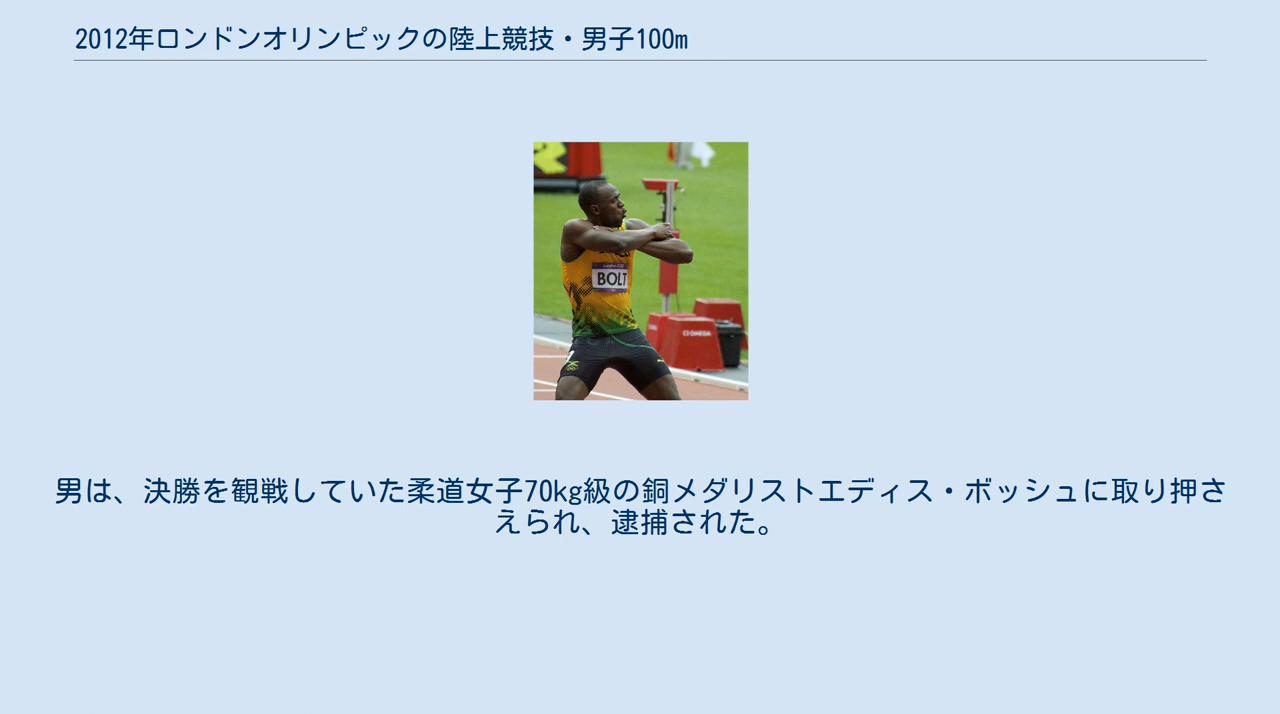 2012年ロンドンオリンピックの陸上競技・男子100m
BOLT
OMEGA
男は、決勝を観戦していた柔道女子70kg級の銅メダリストエディス・ボッシュに取り押さ
えられ、逮捕された。